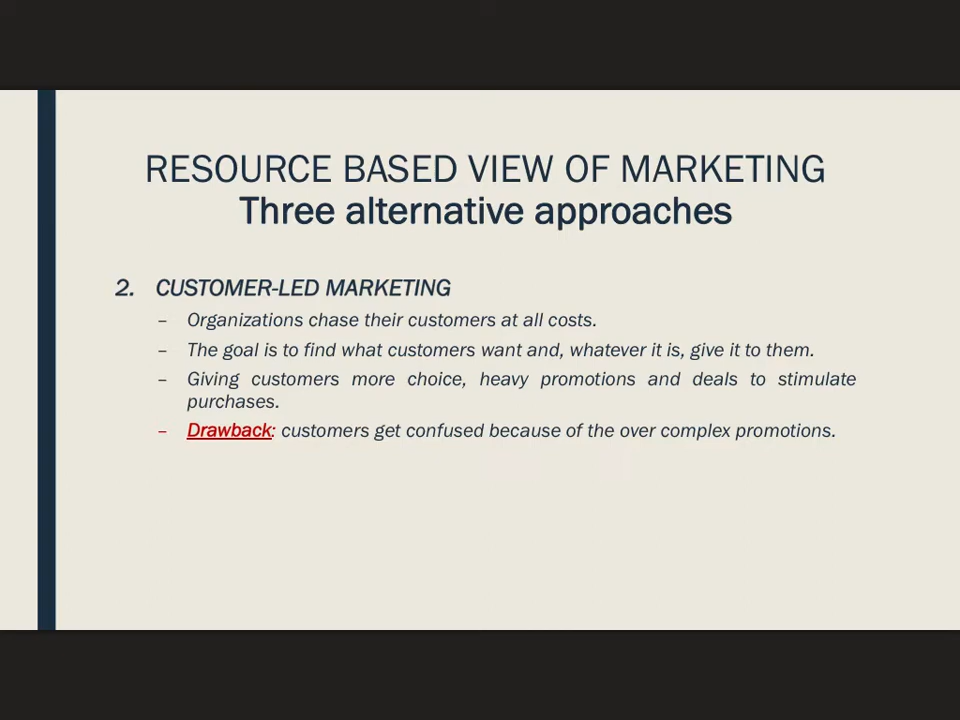 RESOURCE BASED VIEW OF MARKETING
Three alternative approaches
2. CUSTOMER-LED MARKETING
– Organizations chase their customers at all costs.
– The goal is to find what customers want and, whatever it is, give it to them.
– Giving customers more choice, heavy promotions and deals to stimulate
purchases.
– Drawback: customers get confused because of the over complex promotions.